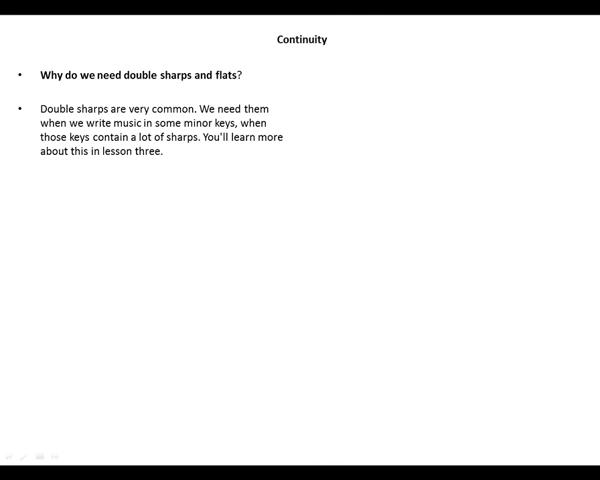 Continuity
• Why do we need double sharps and flats?
• Double sharps are very common. We need them
when we write music in some minor keys, when
those keys contain a lot of sharps. You'll learn more
about this in lesson three.